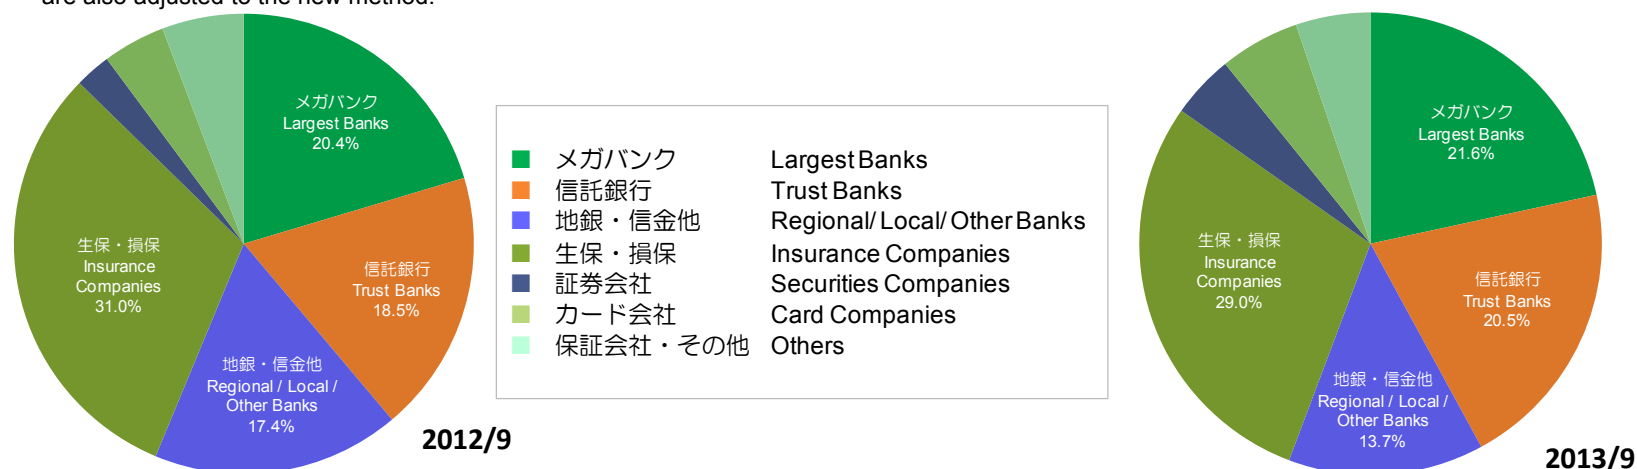 are also adjusted to the new method.
メガバンク
Largest Banks
20.4%
信託銀行
Trust Banks
18.5%
地銀・信金他
Regional / Local /
Other Banks
17.4%
生保・損保
Insurance
Companies
31.0%
2012/9
メガバンク Largest Banks
信託銀行 Trust Banks
地銀・信金他 Regional/ Local/ Other Banks
生保・損保 Insurance Companies
証券会社 Securities Companies
カード会社 Card Companies
保証会社・その他 Others
メガバンク
Largest Banks
21.6%
信託銀行
Trust Banks
20.5%
地銀・信金他
Regional / Local /
Other Banks
13.7%
生保・損保
Insurance
Companies
29.0%
2013/9